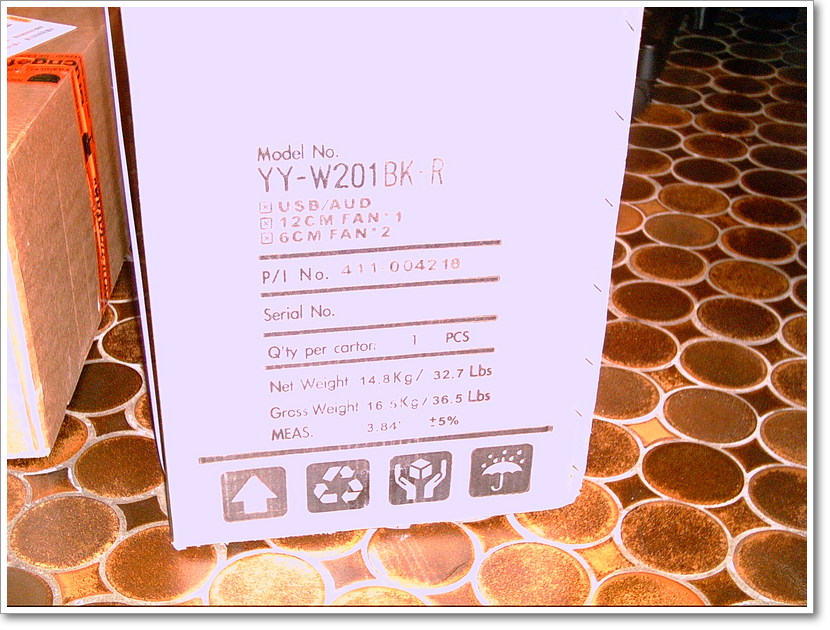 Model No.
YY-W201BK-R
USB/AUD
12CM FAN*1
6CM FAN*2
P/I No. 411-004218
Serial No.
Q'ty per carton: 1 PCS
Net Weight 14.8Kg/ 32.7 Lbs
Gross Weight 16.5Kg/36.5 Lbs
MEAS. 3.84' ±5%